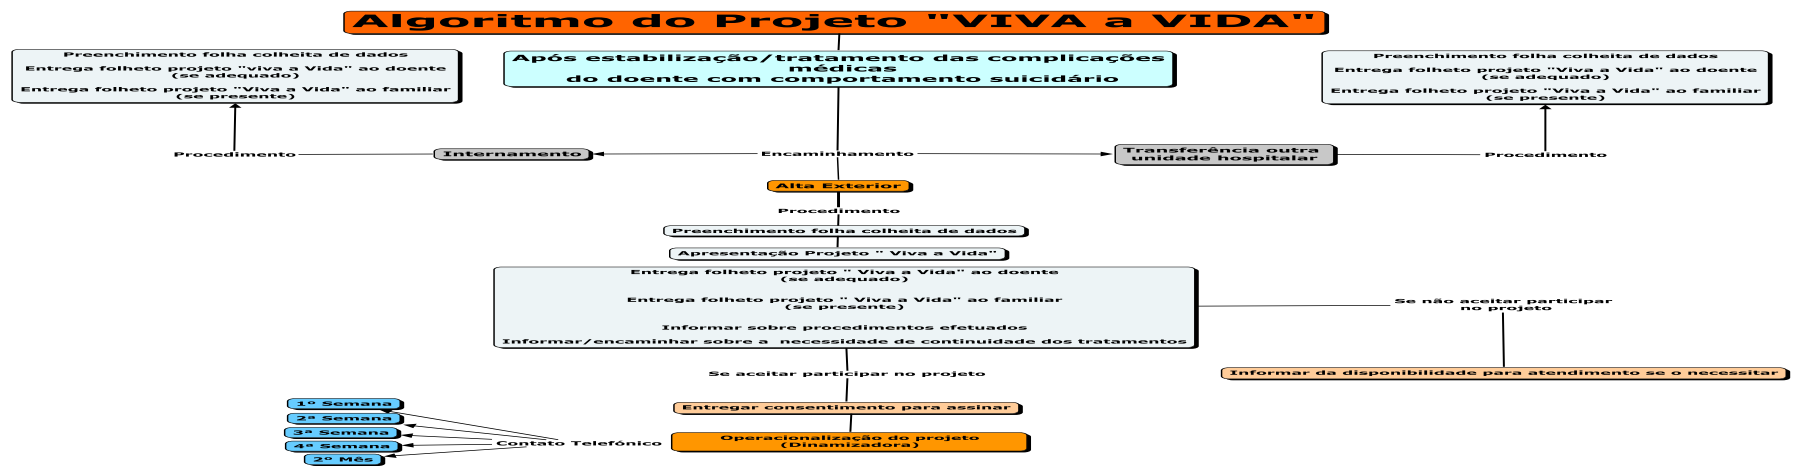 Algoritmo do Projeto "VIVA a VIDA"
Preenchimento folha colheita de dados
Entrega folheto projeto "viva a Vida" ao doente
(se adequado)
Entrega folheto projeto "Viva a Vida" ao familiar
(se presente)
Após estabilização/tratamento das complicações
médicas
do doente com comportamento suicidário
Preenchimento folha colheita de dados
Entrega folheto projeto "Viva a Vida" ao doente
(se adequado)
Entrega folheto projeto "Viva a Vida" ao familiar
(se presente)
Procedimento
Internamento
Encaminhamento
Transferência outra
unidade hospitalar
Procedimento
Alta Exterior
Procedimento
Preenchimento folha colheita de dados
Apresentação Projeto " Viva a Vida"
Entrega folheto projeto " Viva a Vida" ao doente
(se adequado)
Entrega folheto projeto " Viva a Vida" ao familiar
(se presente)
Informar sobre procedimentos efetuados
Informar/encaminhar sobre a  necessidade de continuidade dos tratamentos
Se não aceitar participar
no projeto
Informar da disponibilidade para atendimento se o necessitar
Se aceitar participar no projeto
Entregar consentimento para assinar
Operacionalização do projeto
(Dinamizadora)
Contato Telefónico
1º Semana
2ª Semana
3ª Semana
4ª Semana
2º Mês